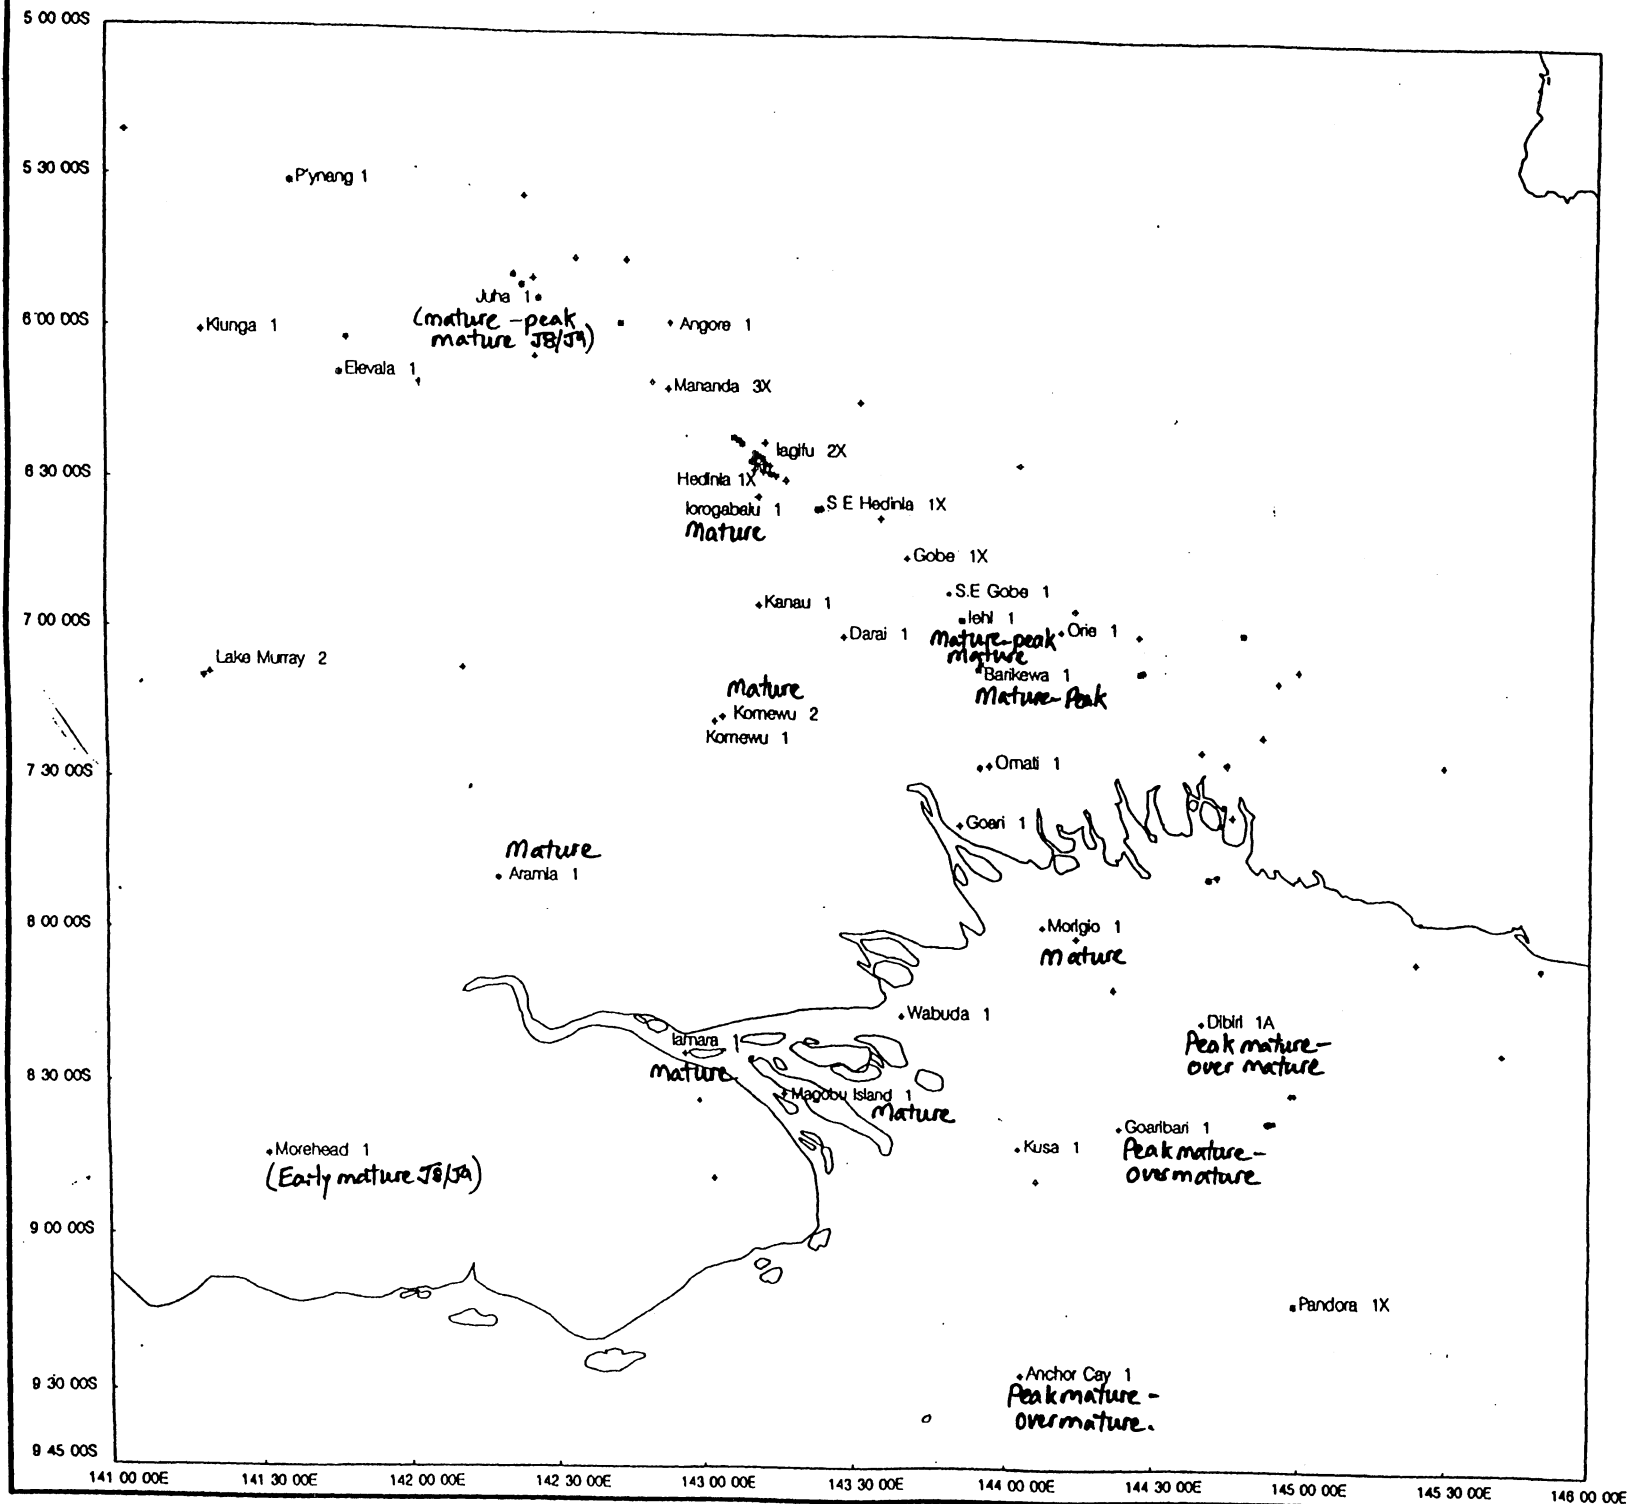 5 00 00S
P'ynang 1
5 30 00S
Juha 1
(mature - peak
mature J8/J9)
Kiunga 1
6 00 00S
Angore 1
Elevala 1
Mananda 3X
Iagifu 2X
6 30 00S
Hedinia 1X
Iorogabaiu 1
Mature
S E Hedinia 1X
Gobe 1X
S.E Gobe 1
Kanau 1
Iehi 1
7 00 00S
Darai 1
Orie 1
Mature-peak
Mature
Lake Murray 2
Barikewa 1
Mature-Peak
Mature
Komewu 2
Komewu 1
7 30 00S
Omati 1
Goari 1
Mature
Aramia 1
8 00 00S
Morigio 1
Mature
Wabuda 1
Dibiri 1A
Peak mature-
over mature
Iamara 1
Mature
8 30 00S
Magobu Island 1
Mature
Goaribari 1
Peak mature-
overmature
Kusa 1
Morehead 1
(Early mature J8/J9)
9 00 00S
Pandora 1X
Anchor Cay 1
Peak mature -
overmature.
9 30 00S
9 45 00S
141 00 00E 141 30 00E 142 00 00E 142 30 00E 143 00 00E 143 30 00E 144 00 00E 144 30 00E 145 00 00E 145 30 00E 146 00 00E